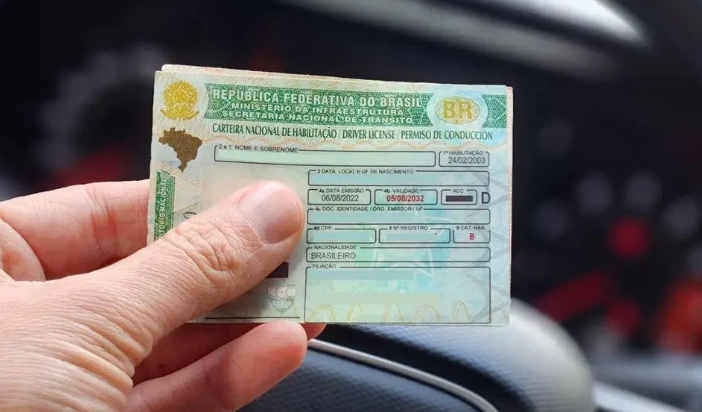 REPÚBLICA FEDERATIVA DO BRASIL
MINISTÉRIO DA INFRAESTRUTURA
SECRETARIA NACIONAL DE TRÂNSITO
BR
CARTEIRA NACIONAL DE HABILITAÇÃO / DRIVER LICENSE / PERMISO DE CONDUCCIÓN
2 e 1 NOME E SOBRENOME
1ª HABILITAÇÃO
24/02/2003
3 DATA, LOCAL E UF DE NASCIMENTO
4a DATA EMISSÃO
06/08/2022
4b VALIDADE
05/08/2032
ACC
D
4c DOC. IDENTIDADE / ÓRG. EMISSOR / UF
4d CPF
5 Nº REGISTRO
9 CAT. HAB.
B
NACIONALIDADE
BRASILEIRO
FILIAÇÃO
NACIONAL